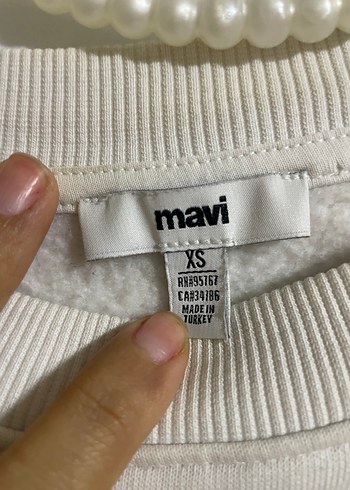 mavi
XS
RN#95767
CA#34786
MADE IN
TURKEY